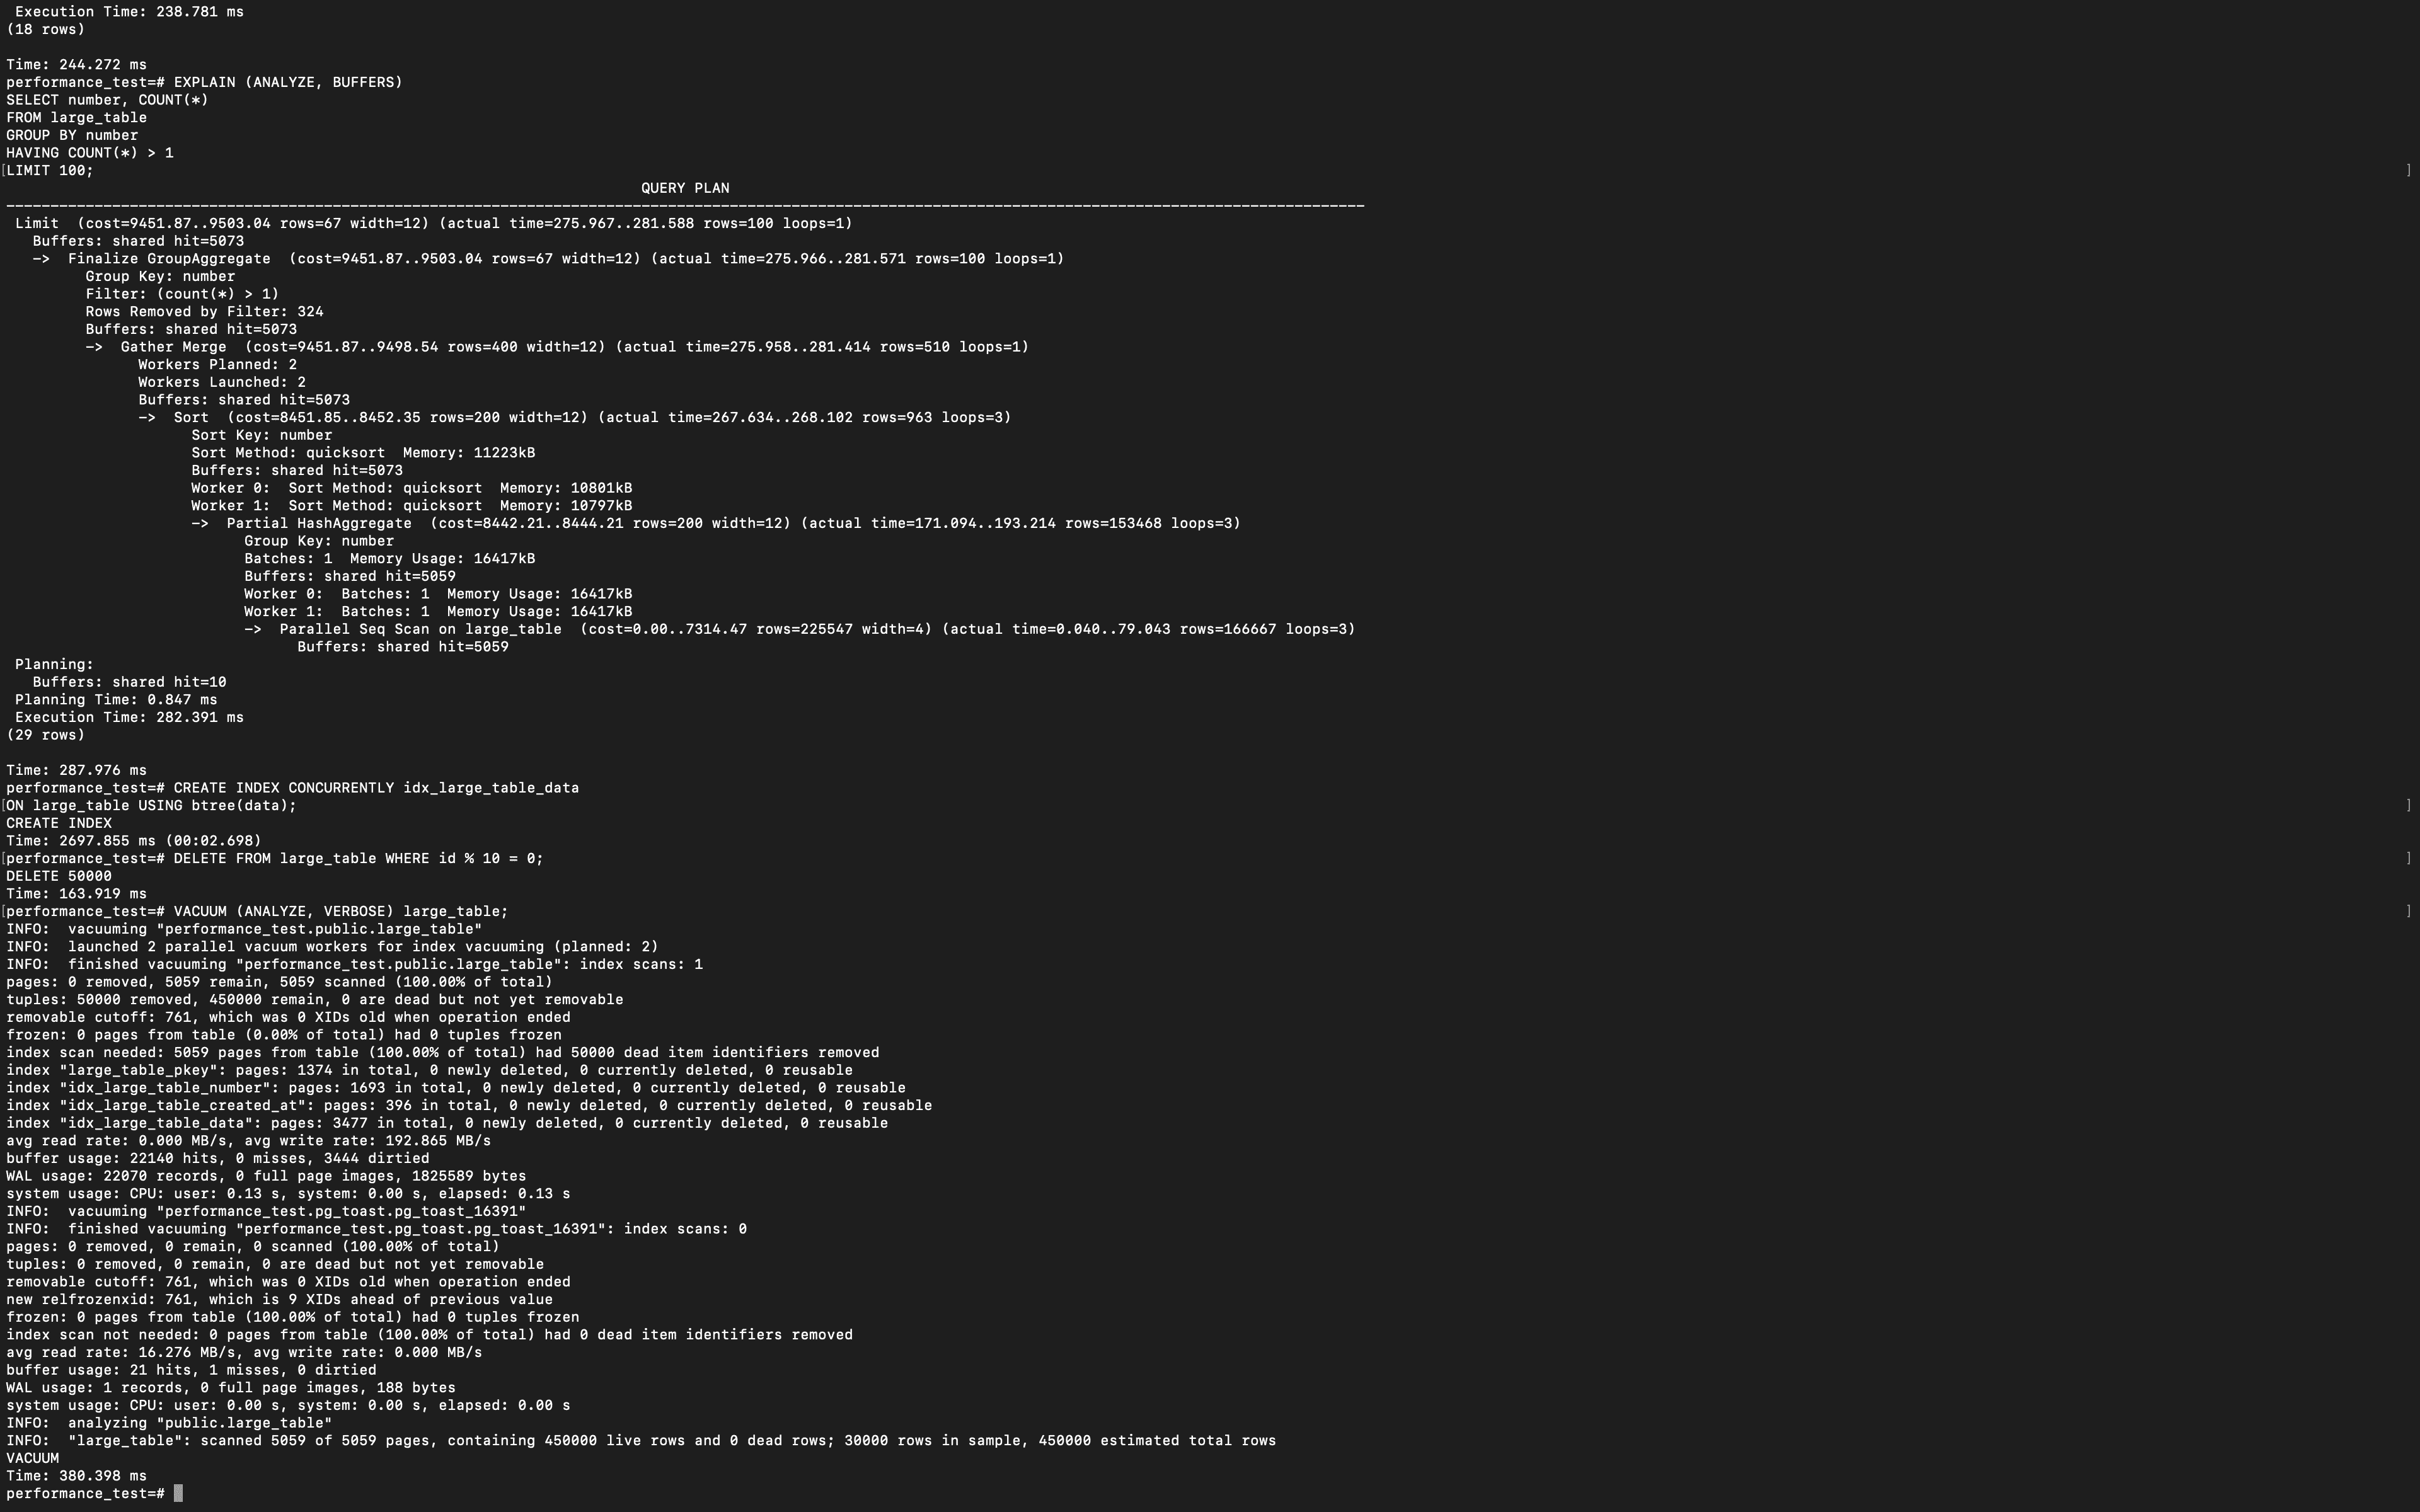 Execution Time: 238.781 ms
(18 rows)
Time: 244.272 ms
performance_test=# EXPLAIN (ANALYZE, BUFFERS)
SELECT number, COUNT(*)
FROM large_table
GROUP BY number
HAVING COUNT(*) > 1
[LIMIT 100; ]
QUERY PLAN
----------------------------------------------------------------------------------------------------------------------------------------------------------
Limit  (cost=9451.87..9503.04 rows=67 width=12) (actual time=275.967..281.588 rows=100 loops=1)
Buffers: shared hit=5073
->  Finalize GroupAggregate  (cost=9451.87..9503.04 rows=67 width=12) (actual time=275.966..281.571 rows=100 loops=1)
Group Key: number
Filter: (count(*) > 1)
Rows Removed by Filter: 324
Buffers: shared hit=5073
->  Gather Merge  (cost=9451.87..9498.54 rows=400 width=12) (actual time=275.958..281.414 rows=510 loops=1)
Workers Planned: 2
Workers Launched: 2
Buffers: shared hit=5073
->  Sort  (cost=8451.85..8452.35 rows=200 width=12) (actual time=267.634..268.102 rows=963 loops=3)
Sort Key: number
Sort Method: quicksort  Memory: 11223kB
Buffers: shared hit=5073
Worker 0:  Sort Method: quicksort  Memory: 10801kB
Worker 1:  Sort Method: quicksort  Memory: 10797kB
->  Partial HashAggregate  (cost=8442.21..8444.21 rows=200 width=12) (actual time=171.094..193.214 rows=153468 loops=3)
Group Key: number
Batches: 1  Memory Usage: 16417kB
Buffers: shared hit=5059
Worker 0:  Batches: 1  Memory Usage: 16417kB
Worker 1:  Batches: 1  Memory Usage: 16417kB
->  Parallel Seq Scan on large_table  (cost=0.00..7314.47 rows=225547 width=4) (actual time=0.040..79.043 rows=166667 loops=3)
Buffers: shared hit=5059
Planning:
Buffers: shared hit=10
Planning Time: 0.847 ms
Execution Time: 282.391 ms
(29 rows)
Time: 287.976 ms
performance_test=# CREATE INDEX CONCURRENTLY idx_large_table_data
[ON large_table USING btree(data); ]
CREATE INDEX
Time: 2697.855 ms (00:02.698)
[performance_test=# DELETE FROM large_table WHERE id % 10 = 0; ]
DELETE 50000
Time: 163.919 ms
[performance_test=# VACUUM (ANALYZE, VERBOSE) large_table; ]
INFO:  vacuuming "performance_test.public.large_table"
INFO:  launched 2 parallel vacuum workers for index vacuuming (planned: 2)
INFO:  finished vacuuming "performance_test.public.large_table": index scans: 1
pages: 0 removed, 5059 remain, 5059 scanned (100.00% of total)
tuples: 50000 removed, 450000 remain, 0 are dead but not yet removable
removable cutoff: 761, which was 0 XIDs old when operation ended
frozen: 0 pages from table (0.00% of total) had 0 tuples frozen
index scan needed: 5059 pages from table (100.00% of total) had 50000 dead item identifiers removed
index "large_table_pkey": pages: 1374 in total, 0 newly deleted, 0 currently deleted, 0 reusable
index "idx_large_table_number": pages: 1693 in total, 0 newly deleted, 0 currently deleted, 0 reusable
index "idx_large_table_created_at": pages: 396 in total, 0 newly deleted, 0 currently deleted, 0 reusable
index "idx_large_table_data": pages: 3477 in total, 0 newly deleted, 0 currently deleted, 0 reusable
avg read rate: 0.000 MB/s, avg write rate: 192.865 MB/s
buffer usage: 22140 hits, 0 misses, 3444 dirtied
WAL usage: 22070 records, 0 full page images, 1825589 bytes
system usage: CPU: user: 0.13 s, system: 0.00 s, elapsed: 0.13 s
INFO:  vacuuming "performance_test.pg_toast.pg_toast_16391"
INFO:  finished vacuuming "performance_test.pg_toast.pg_toast_16391": index scans: 0
pages: 0 removed, 0 remain, 0 scanned (100.00% of total)
tuples: 0 removed, 0 remain, 0 are dead but not yet removable
removable cutoff: 761, which was 0 XIDs old when operation ended
new relfrozenxid: 761, which is 9 XIDs ahead of previous value
frozen: 0 pages from table (100.00% of total) had 0 tuples frozen
index scan not needed: 0 pages from table (100.00% of total) had 0 dead item identifiers removed
avg read rate: 16.276 MB/s, avg write rate: 0.000 MB/s
buffer usage: 21 hits, 1 misses, 0 dirtied
WAL usage: 1 records, 0 full page images, 188 bytes
system usage: CPU: user: 0.00 s, system: 0.00 s, elapsed: 0.00 s
INFO:  analyzing "public.large_table"
INFO:  "large_table": scanned 5059 of 5059 pages, containing 450000 live rows and 0 dead rows; 30000 rows in sample, 450000 estimated total rows
VACUUM
Time: 380.398 ms
performance_test=#